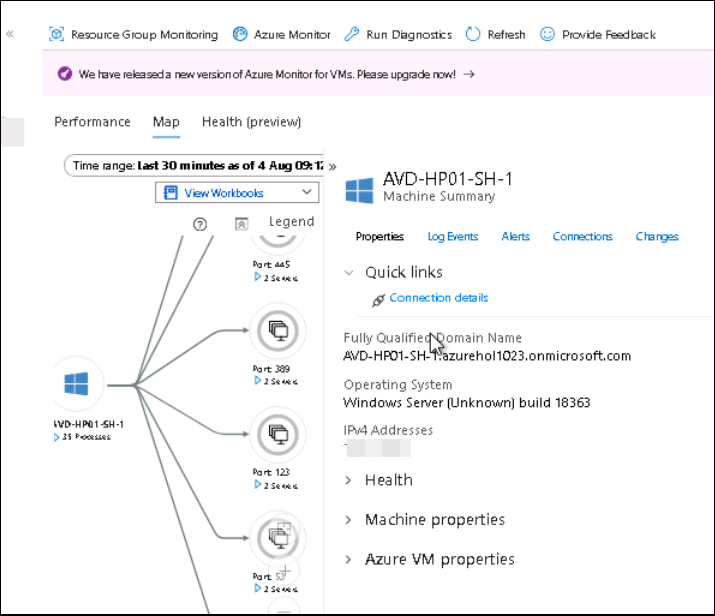 «
Resource Group Monitoring
Azure Monitor
Run Diagnostics
Refresh
Provide Feedback
We have released a new version of Azure Monitor for VMs. Please upgrade now! →
Performance
Map
Health (preview)
Time range: last 30 minutes as of 4 Aug 09:12
»
View Workbooks
Legend
Port: 445
2 Servers
Port: 389
2 Servers
AVD-HP01-SH-1
35 Processes
Port: 123
2 Servers
Port: 53
2 Servers
AVD-HP01-SH-1
Machine Summary
Properties
Log Events
Alerts
Connections
Changes
Quick links
Connection details
Fully Qualified Domain Name
AVD-HP01-SH-1.azurehol1023.onmicrosoft.com
Operating System
Windows Server (Unknown) build 18363
IPv4 Addresses
Health
Machine properties
Azure VM properties